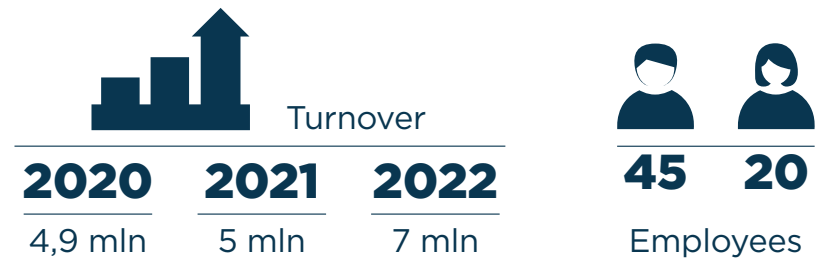 Turnover
2020 2021 2022
4,9 mln 5 mln 7 mln
45 20
Employees